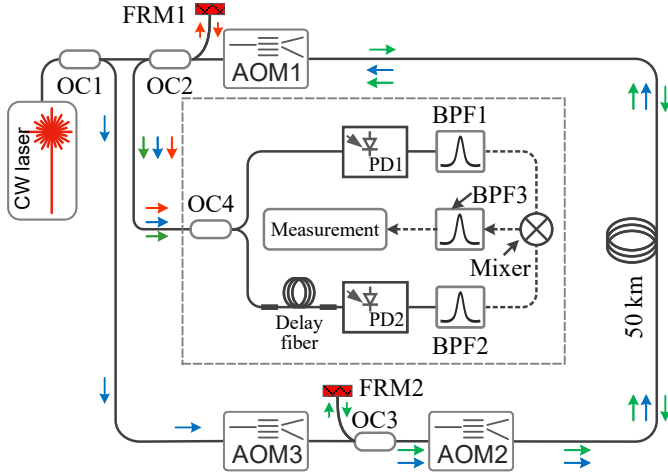 FRM1
OC1
OC2
AOM1
CW laser
BPF1
PD1
OC4
BPF3
Measurement
Mixer
Delay
fiber
PD2
BPF2
50 km
FRM2
OC3
AOM3
AOM2